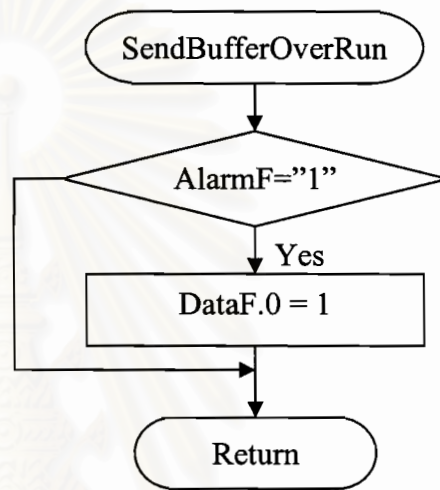 SendBufferOverRun
AlarmF=”1”
Yes
DataF.0 = 1
Return